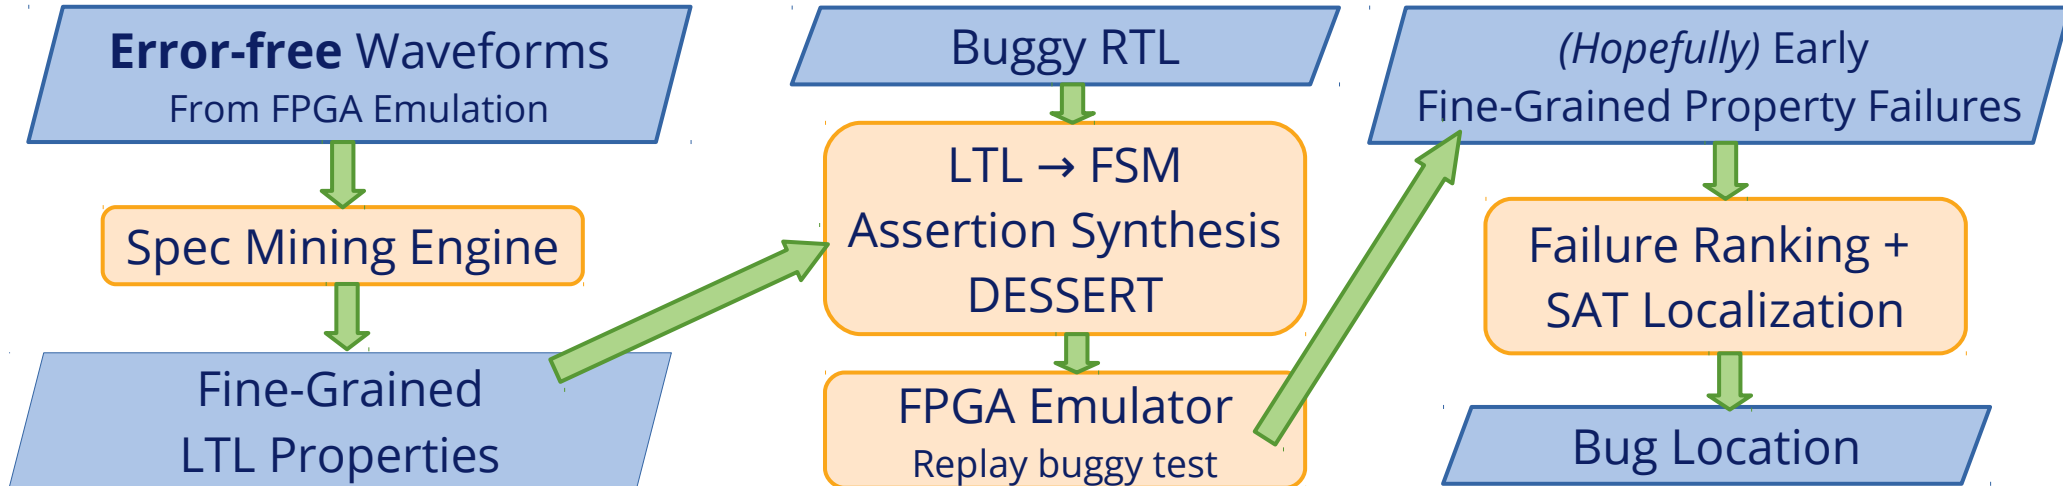 Error-free Waveforms
From FPGA Emulation
Spec Mining Engine
Fine-Grained
LTL Properties
Buggy RTL
LTL → FSM
Assertion Synthesis
DESSERT
FPGA Emulator
Replay buggy test
(Hopefully) Early
Fine-Grained Property Failures
Failure Ranking +
SAT Localization
Bug Location